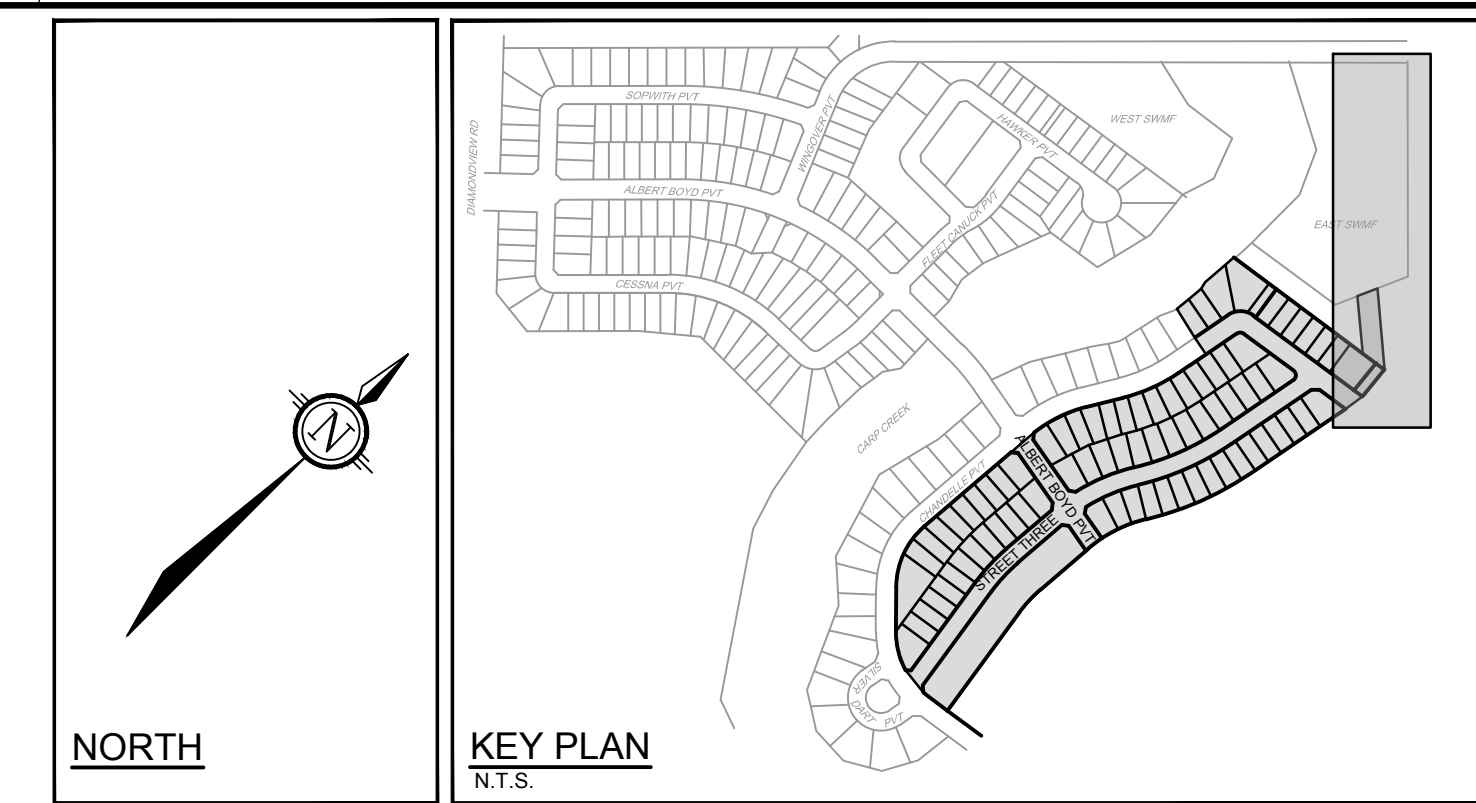 N
NORTH
KEY PLAN
N.T.S.
SOPWITH PVT
DIAMONDVIEW RD
WINGOVER PVT
HAWKER PVT
WEST SWMF
ALBERT BOYD PVT
FLEET CANUCK PVT
EAST SWMF
CESSNA PVT
CARP CREEK
CHANDELLE PVT
ALBERT BOYD PVT
STREET THREE
SILVER
DART PVT